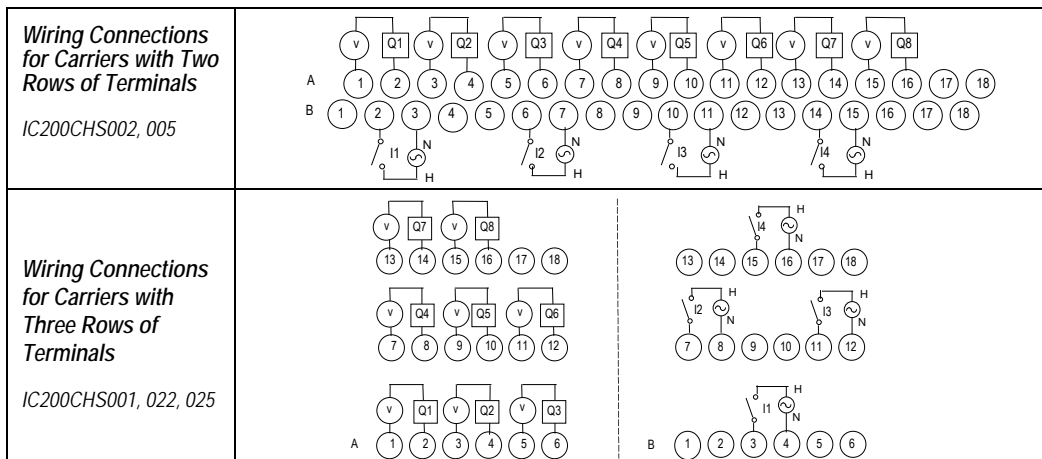 Wiring Connections
for Carriers with Two
Rows of Terminals
IC200CHS002, 005
v Q1 v Q2 v Q3 v Q4 v Q5 v Q6 v Q7 v Q8
A 1 2 3 4 5 6 7 8 9 10 11 12 13 14 15 16 17 18
B 1 2 3 4 5 6 7 8 9 10 11 12 13 14 15 16 17 18
I1 N I2 N I3 N I4 N
H H H H
Wiring Connections
for Carriers with
Three Rows of
Terminals
IC200CHS001, 022, 025
v Q7 v Q8
13 14 15 16 17 18
v Q4 v Q5 v Q6
7 8 9 10 11 12
v Q1 v Q2 v Q3
A 1 2 3 4 5 6
H
I4
N
13 14 15 16 17 18
H H
I2 I3
N N
7 8 9 10 11 12
H
I1
N
B 1 2 3 4 5 6